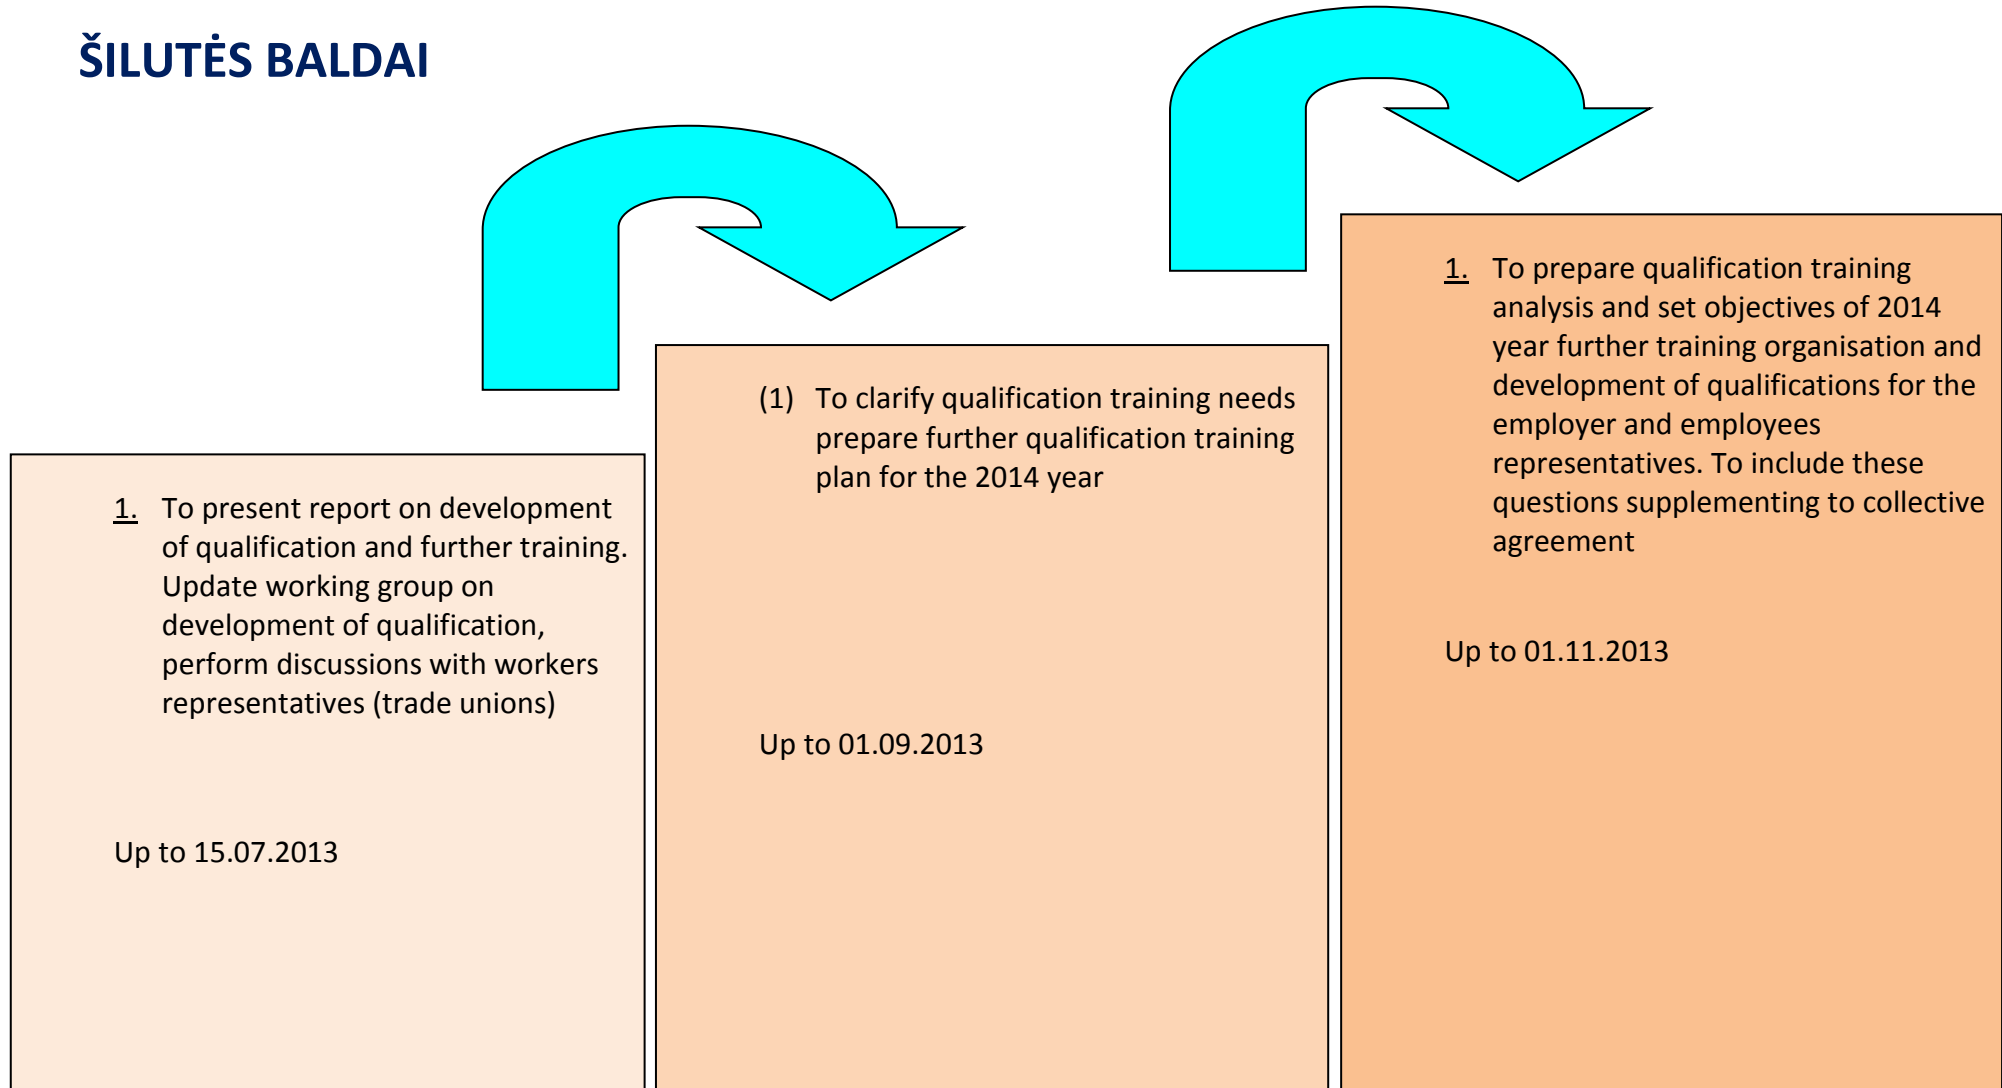 ŠILUTĖS BALDAI
1. To present report on development
of qualification and further training.
Update working group on
development of qualification,
perform discussions with workers
representatives (trade unions)
Up to 15.07.2013
(1) To clarify qualification training needs
prepare further qualification training
plan for the 2014 year
Up to 01.09.2013
1. To prepare qualification training
analysis and set objectives of 2014
year further training organisation and
development of qualifications for the
employer and employees
representatives. To include these
questions supplementing to collective
agreement
Up to 01.11.2013